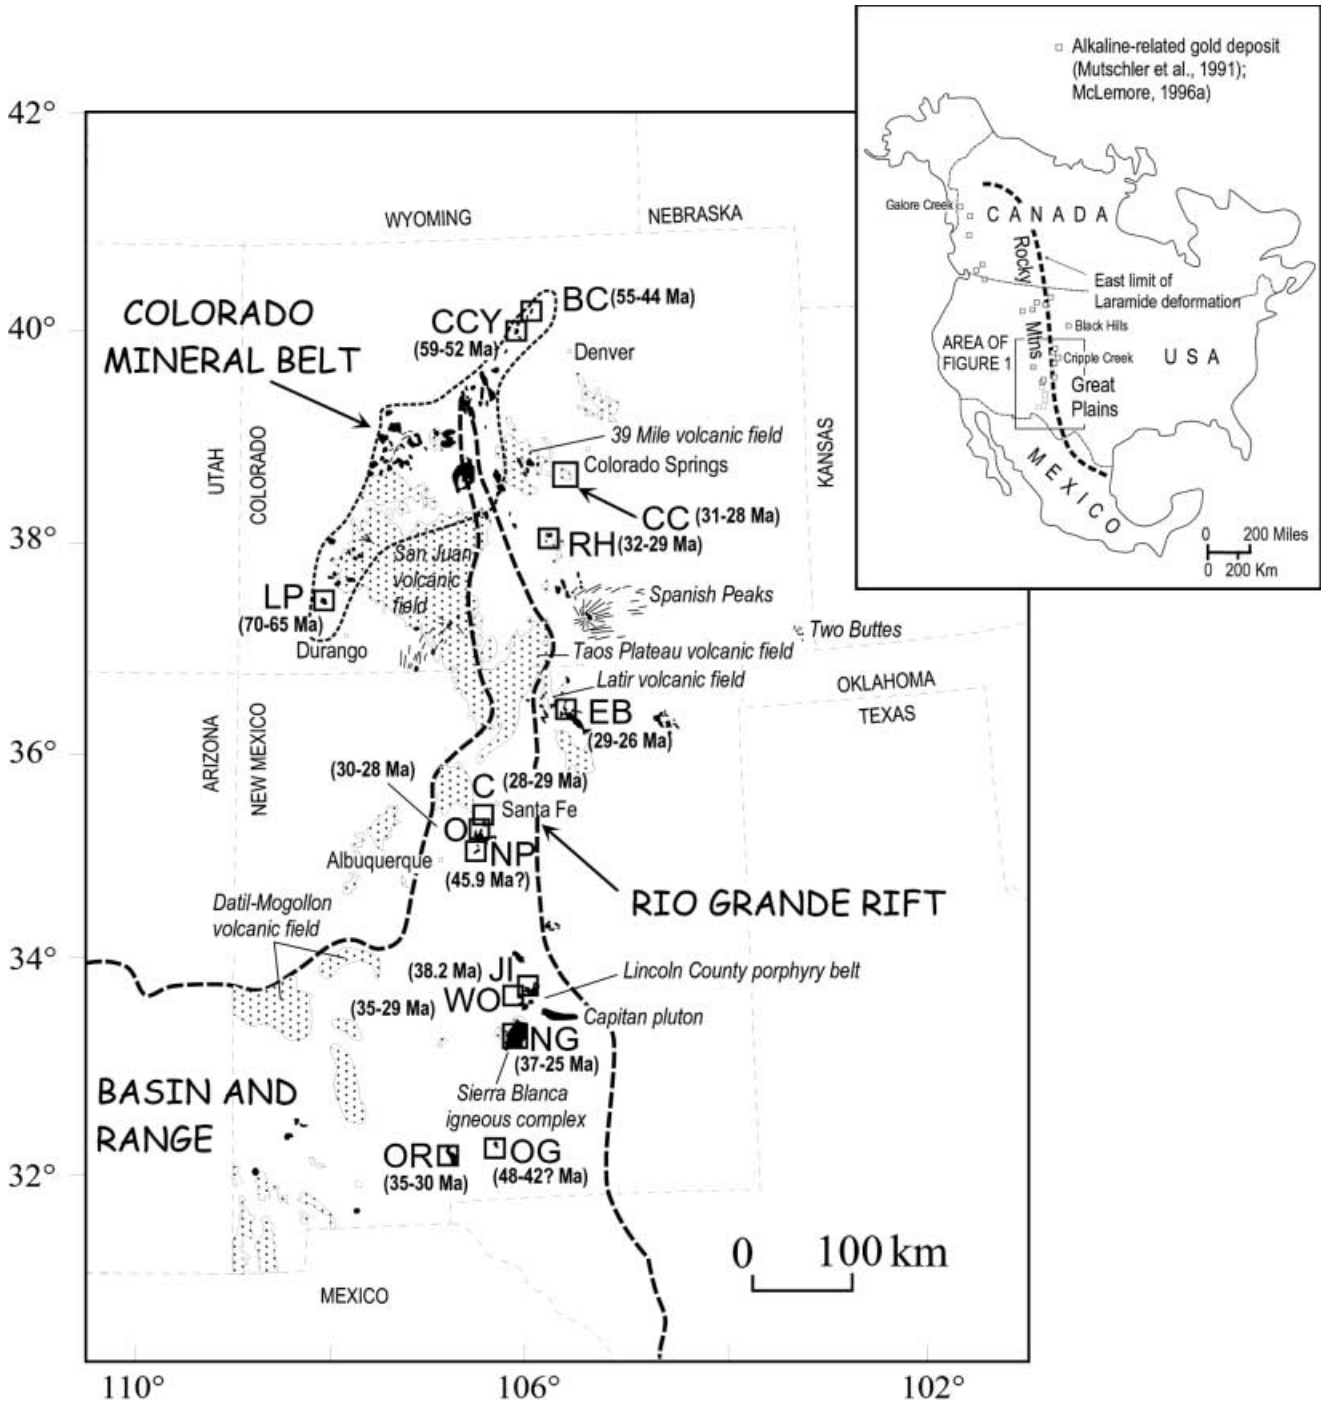 Alkaline-related gold deposit
(Mutschler et al., 1991);
McLemore, 1996a)
Galore Creek
CANADA
Rocky
Mtns
East limit of
Laramide deformation
Black Hills
AREA OF
FIGURE 1
Cripple Creek
USA
Great
Plains
MEXICO
0 200 Miles
0 200 Km
42°
WYOMING
NEBRASKA
COLORADO
MINERAL BELT
BC (55-44 Ma)
CCY
(59-52 Ma)
40°
Denver
UTAH
COLORADO
KANSAS
39 Mile volcanic field
Colorado Springs
CC (31-28 Ma)
38°
RH (32-29 Ma)
San Juan
volcanic
field
LP
(70-65 Ma)
Durango
Spanish Peaks
Two Buttes
Taos Plateau volcanic field
Latir volcanic field
OKLAHOMA
TEXAS
EB
(29-26 Ma)
ARIZONA
NEW MEXICO
36°
(30-28 Ma)
C (28-29 Ma)
Santa Fe
O
NP
(45.9 Ma?)
Albuquerque
RIO GRANDE RIFT
Datil-Mogollon
volcanic field
34°
(38.2 Ma) JI
Lincoln County porphyry belt
(35-29 Ma) WO
Capitan pluton
NG
(37-25 Ma)
Sierra Blanca
igneous complex
BASIN AND
RANGE
OR
(35-30 Ma)
OG
(48-42? Ma)
32°
0 100 km
MEXICO
110° 106° 102°